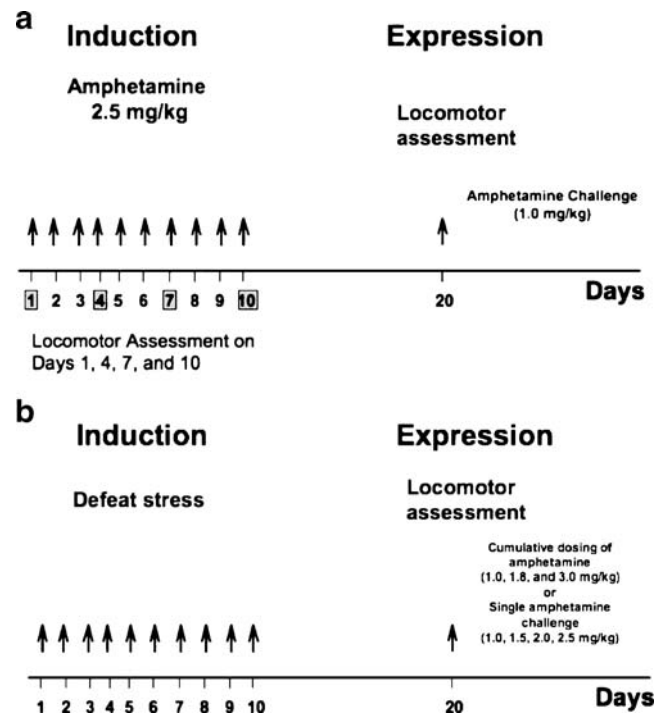 a
Induction
Expression
Amphetamine
2.5 mg/kg
Locomotor
assessment
Amphetamine Challenge
(1.0 mg/kg)
1 2 3 4 5 6 7 8 9 10 20 Days
Locomotor Assessment on
Days 1, 4, 7, and 10
b
Induction
Expression
Defeat stress
Locomotor
assessment
Cumulative dosing of
amphetamine
(1.0, 1.8, and 3.0 mg/kg)
or
Single amphetamine
challenge
(1.0, 1.5, 2.0, 2.5 mg/kg)
1 2 3 4 5 6 7 8 9 10 20 Days